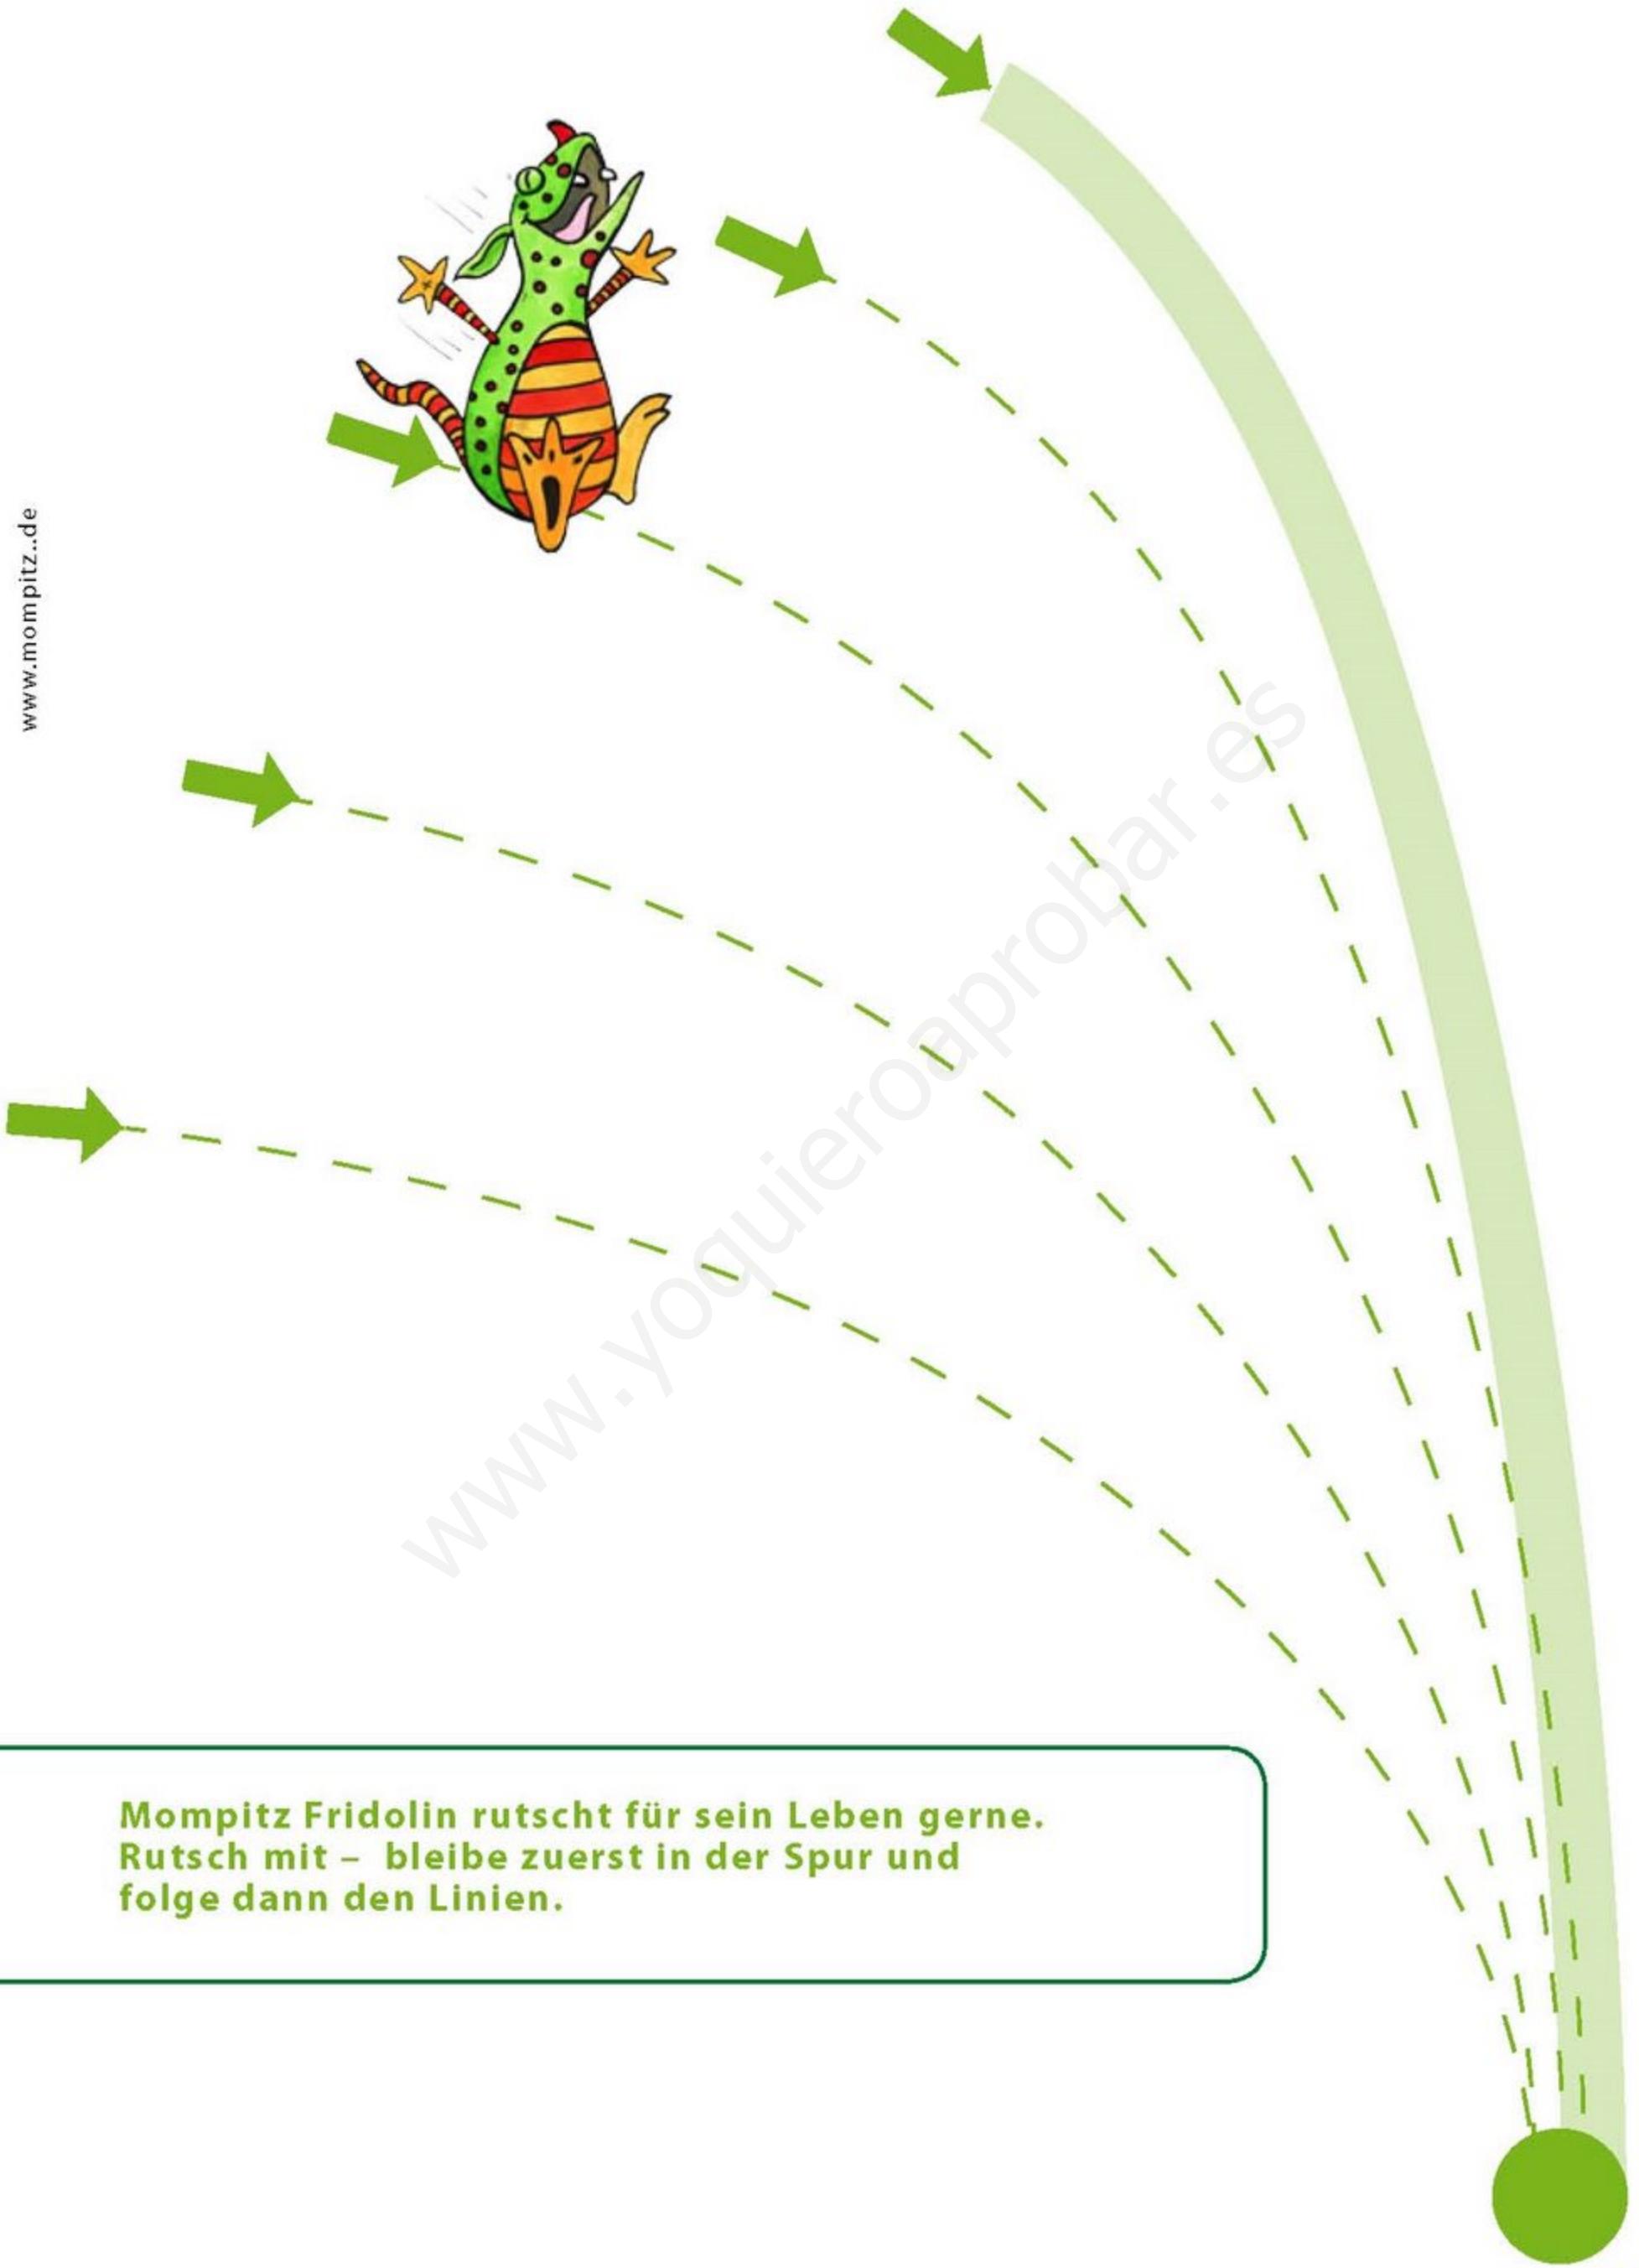 www.mompitz..de
www.yoquieroaprobar.es
Mompitz Fridolin rutscht für sein Leben gerne.
Rutsch mit – bleibe zuerst in der Spur und
folge dann den Linien.